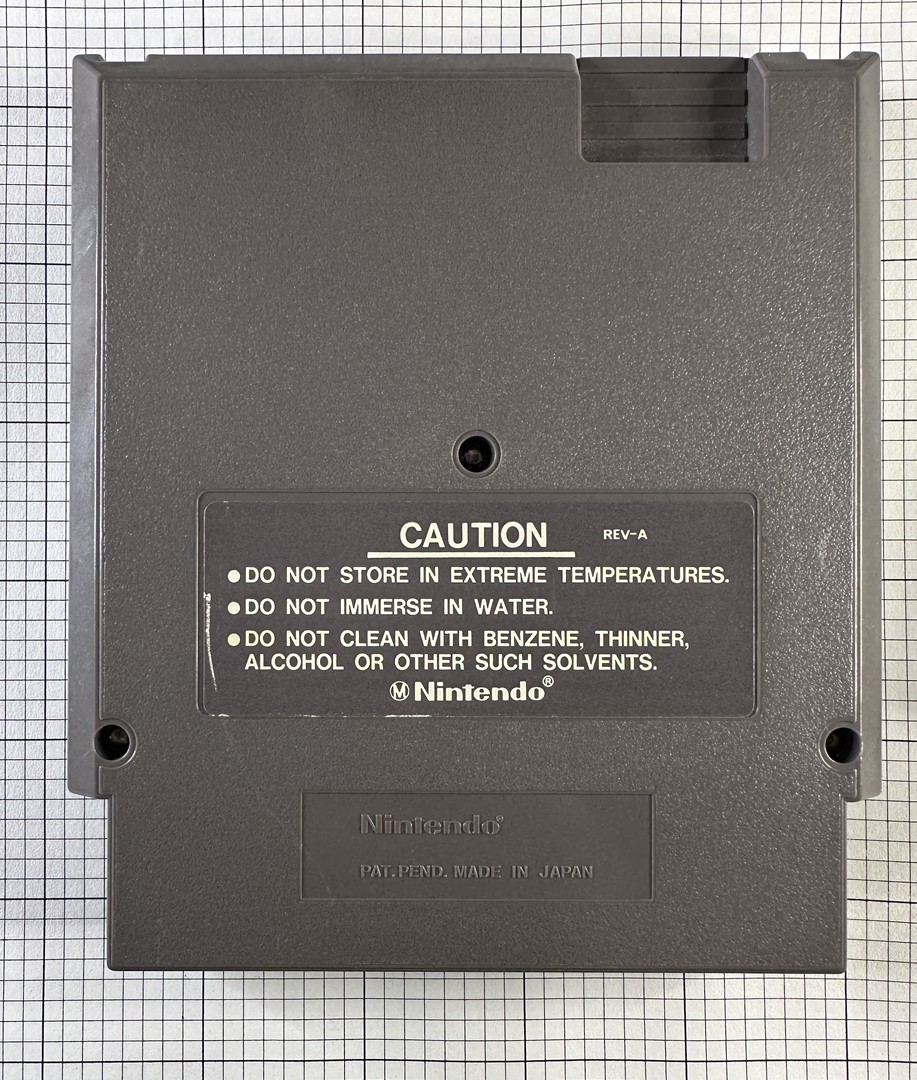 CAUTION REV-A
●DO NOT STORE IN EXTREME TEMPERATURES.
●DO NOT IMMERSE IN WATER.
●DO NOT CLEAN WITH BENZENE, THINNER,
ALCOHOL OR OTHER SUCH SOLVENTS.
Ⓜ Nintendo®
Nintendo®
PAT. PEND. MADE IN JAPAN